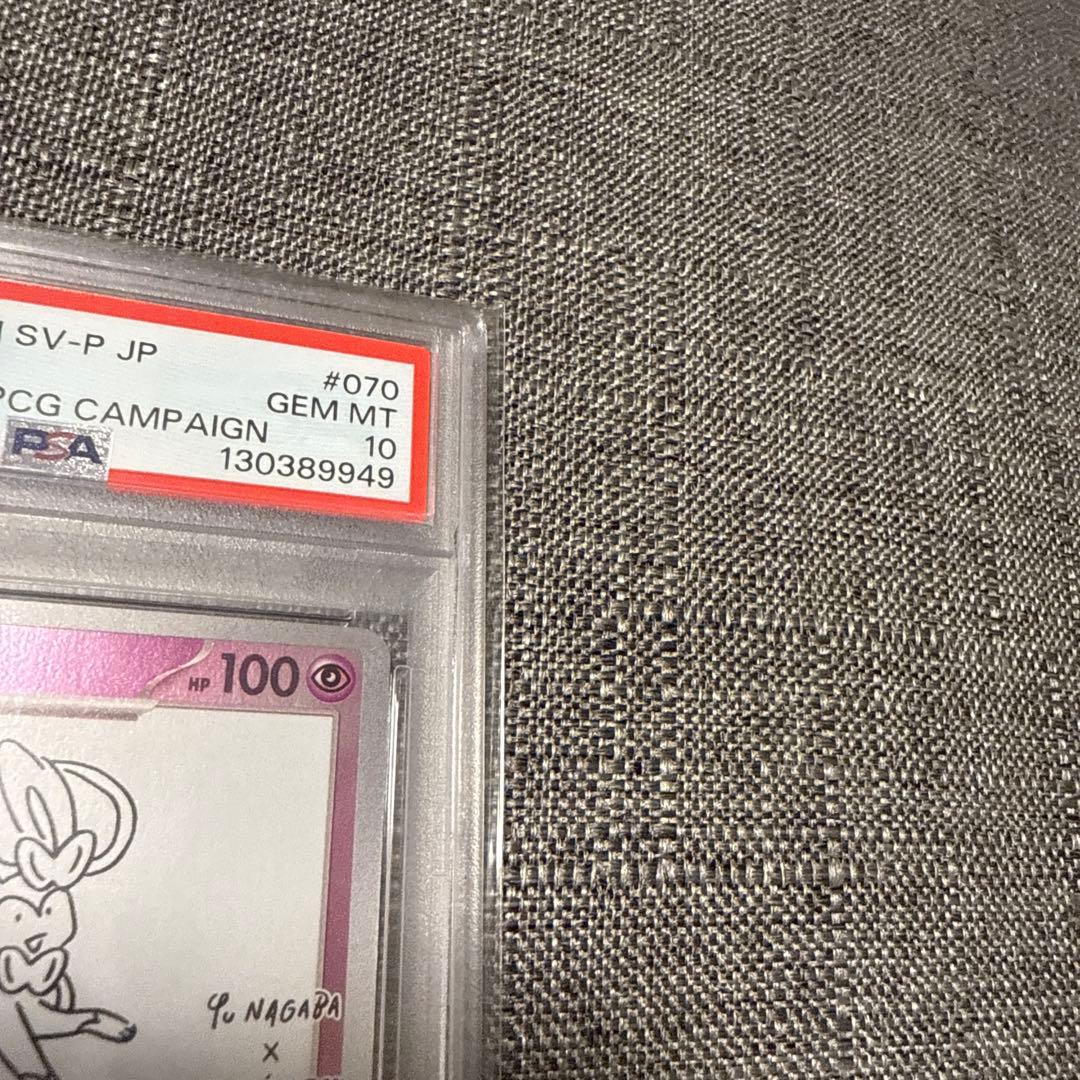 SV-P JP
#070
GEM MT
PCG CAMPAIGN
10
PSA
130389949
HP 100
Yu NAGABA
x